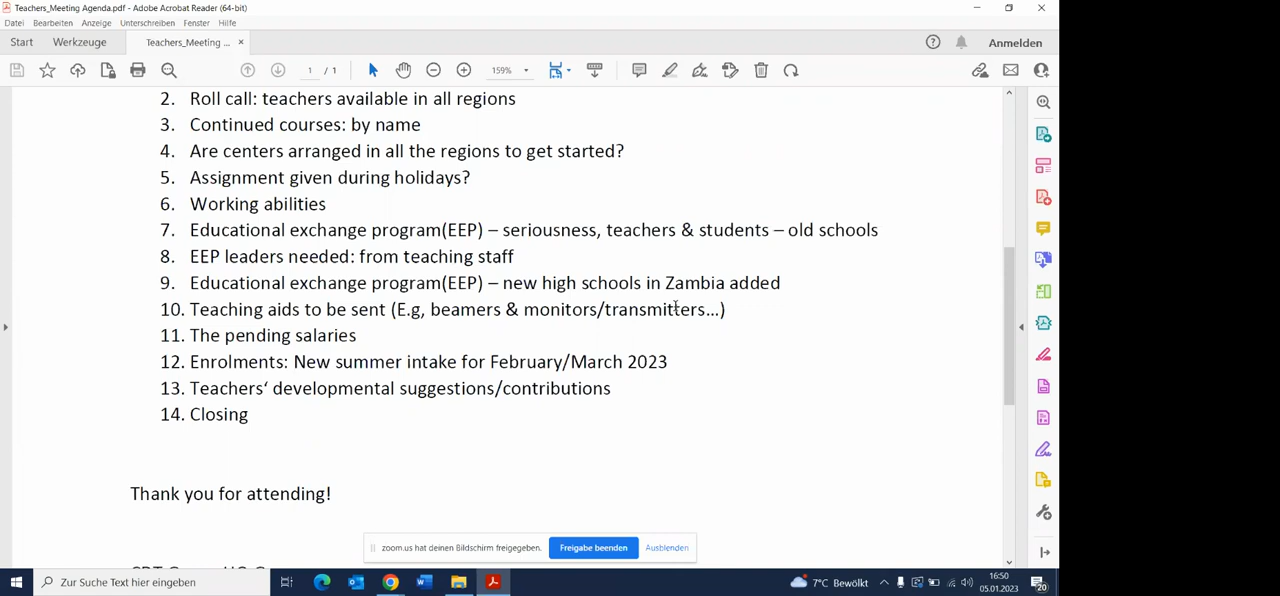 Teachers_Meeting Agenda.pdf - Adobe Acrobat Reader (64-bit)
Datei Bearbeiten Anzeige Unterschreiben Fenster Hilfe
Start Werkzeuge Teachers_Meeting ... × Anmelden
1 / 1 159%
2. Roll call: teachers available in all regions
3. Continued courses: by name
4. Are centers arranged in all the regions to get started?
5. Assignment given during holidays?
6. Working abilities
7. Educational exchange program(EEP) – seriousness, teachers & students – old schools
8. EEP leaders needed: from teaching staff
9. Educational exchange program(EEP) – new high schools in Zambia added
10. Teaching aids to be sent (E.g, beamers & monitors/transmitters...)
11. The pending salaries
12. Enrolments: New summer intake for February/March 2023
13. Teachers‘ developmental suggestions/contributions
14. Closing
Thank you for attending!
zoom.us hat deinen Bildschirm freigegeben. Freigabe beenden Ausblenden
Zur Suche Text hier eingeben
7°C Bewölkt
16:50
05.01.2023
20